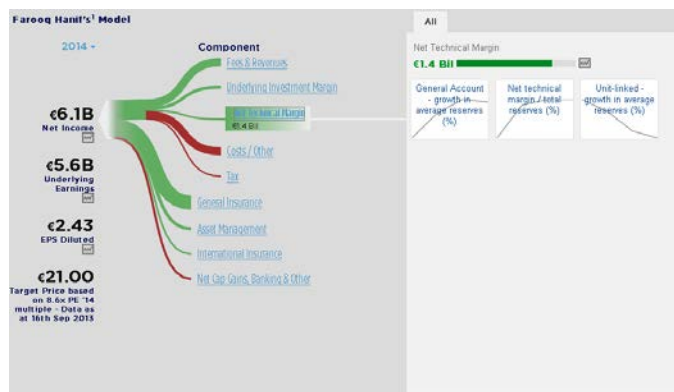 Farooq Hanif's¹ Model
2014
Component
Fees & Revenues
Underlying Investment Margin
Net Technical Margin
€1.4 Bil
Costs / Other
Tax
General Insurance
Asset Management
International Insurance
Net Cap Gains, Banking & Other
€6.1B
Net Income
€5.6B
Underlying
Earnings
€2.43
EPS Diluted
€21.00
Target Price based
on 8.6x PE '14
multiple - Data as
at 16th Sep 2013
All
Net Technical Margin
€1.4 Bil
General Account
- growth in
average reserves
(%)
Net technical
margin / total
reserves (%)
Unit-linked -
growth in average
reserves (%)